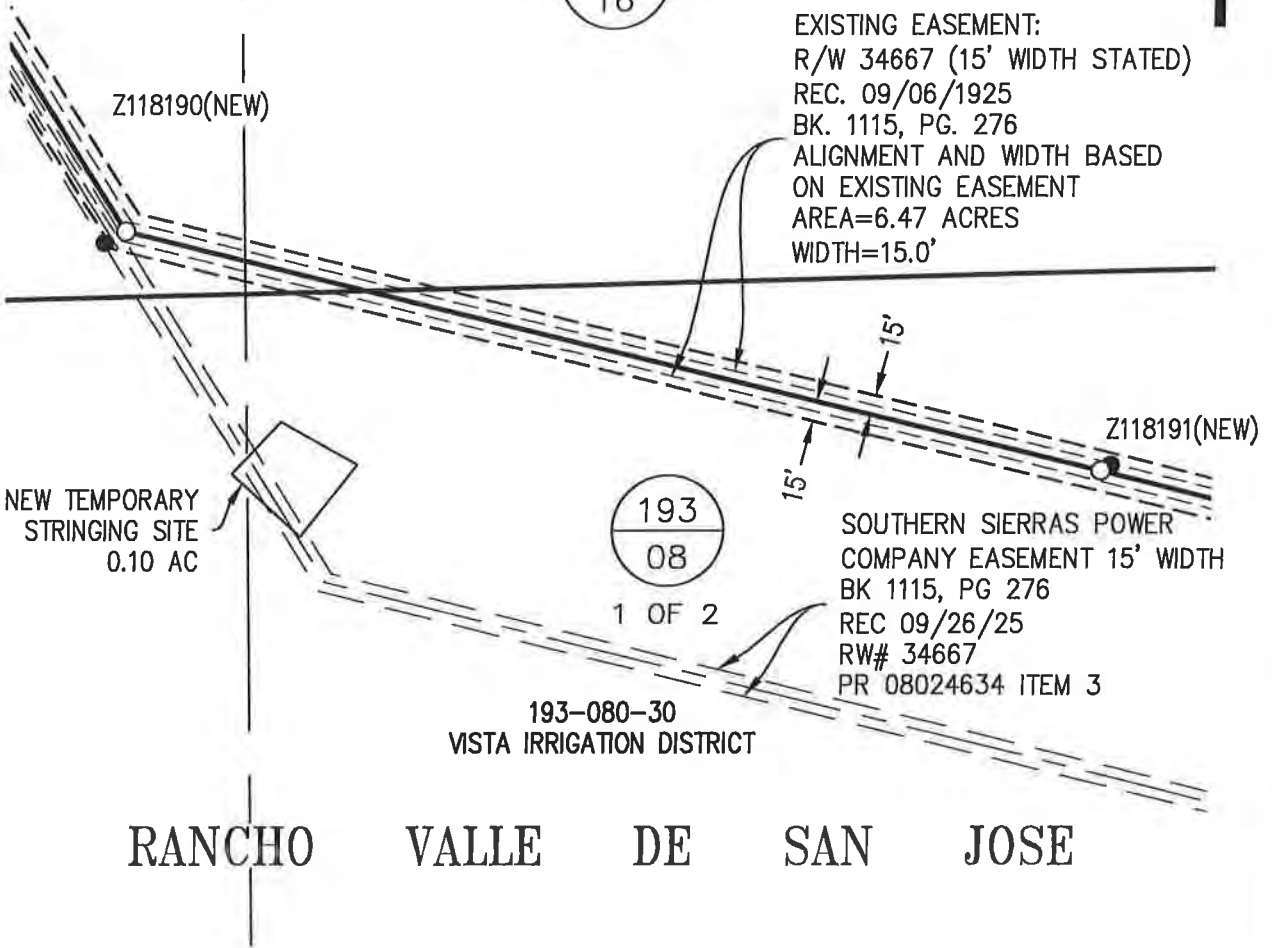 16
EXISTING EASEMENT:
R/W 34667 (15' WIDTH STATED)
REC. 09/06/1925
BK. 1115, PG. 276
ALIGNMENT AND WIDTH BASED
ON EXISTING EASEMENT
AREA=6.47 ACRES
WIDTH=15.0'
Z118190(NEW)
15'
15'
Z118191(NEW)
NEW TEMPORARY
STRINGING SITE
0.10 AC
193
08
1 OF 2
SOUTHERN SIERRAS POWER
COMPANY EASEMENT 15' WIDTH
BK 1115, PG 276
REC 09/26/25
RW# 34667
PR 08024634 ITEM 3
193-080-30
VISTA IRRIGATION DISTRICT
RANCHO VALLE DE SAN JOSE